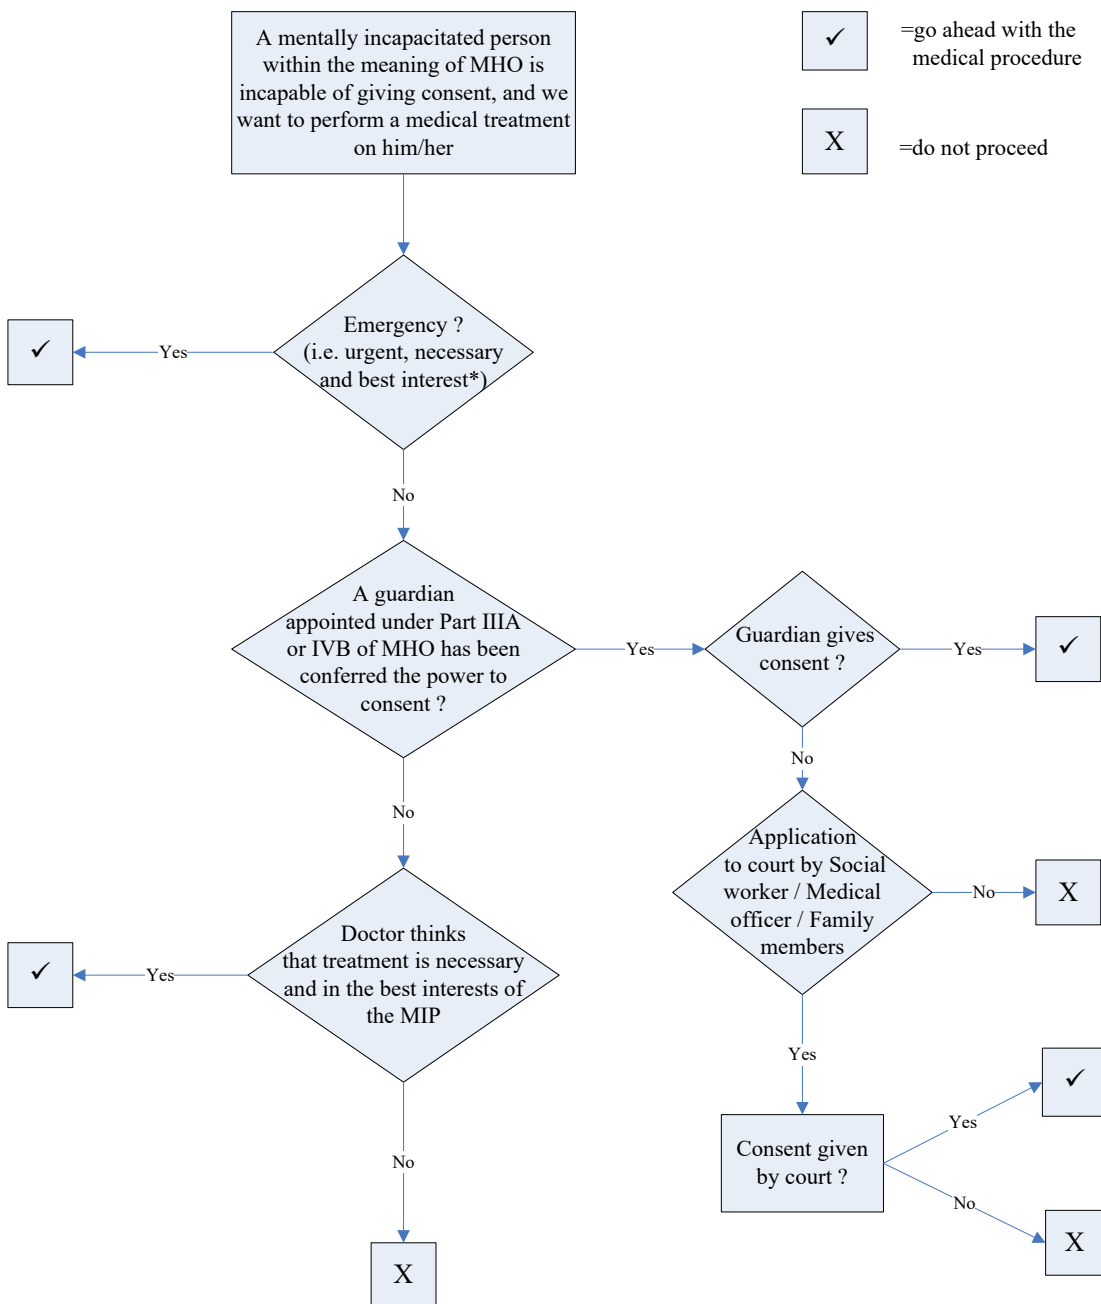 A mentally incapacitated person
within the meaning of MHO is
incapable of giving consent, and we
want to perform a medical treatment
on him/her
✓
=go ahead with the
medical procedure
X
=do not proceed
Emergency ?
(i.e. urgent, necessary
and best interest*)
Yes
✓
No
A guardian
appointed under Part IIIA
or IVB of MHO has been
conferred the power to
consent ?
Yes
Guardian gives
consent ?
Yes
✓
No
No
Application
to court by Social
worker / Medical
officer / Family
members
No
X
Doctor thinks
that treatment is necessary
and in the best interests of
the MIP
Yes
✓
Yes
Consent given
by court ?
Yes
✓
No
X
No
X